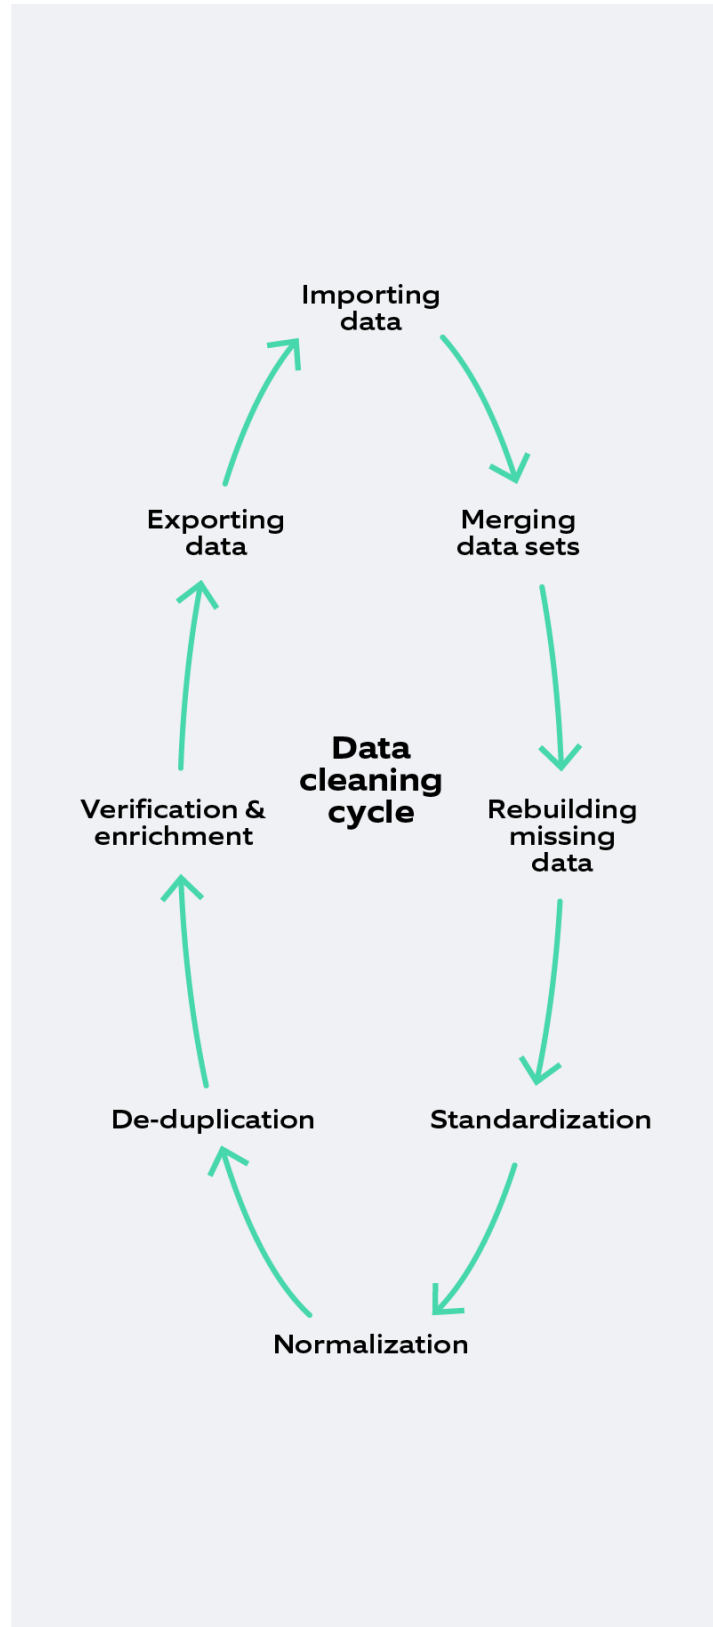 Importing
data
Merging
data sets
Rebuilding
missing
data
Standardization
Normalization
De-duplication
Verification &
enrichment
Exporting
data
Data
cleaning
cycle